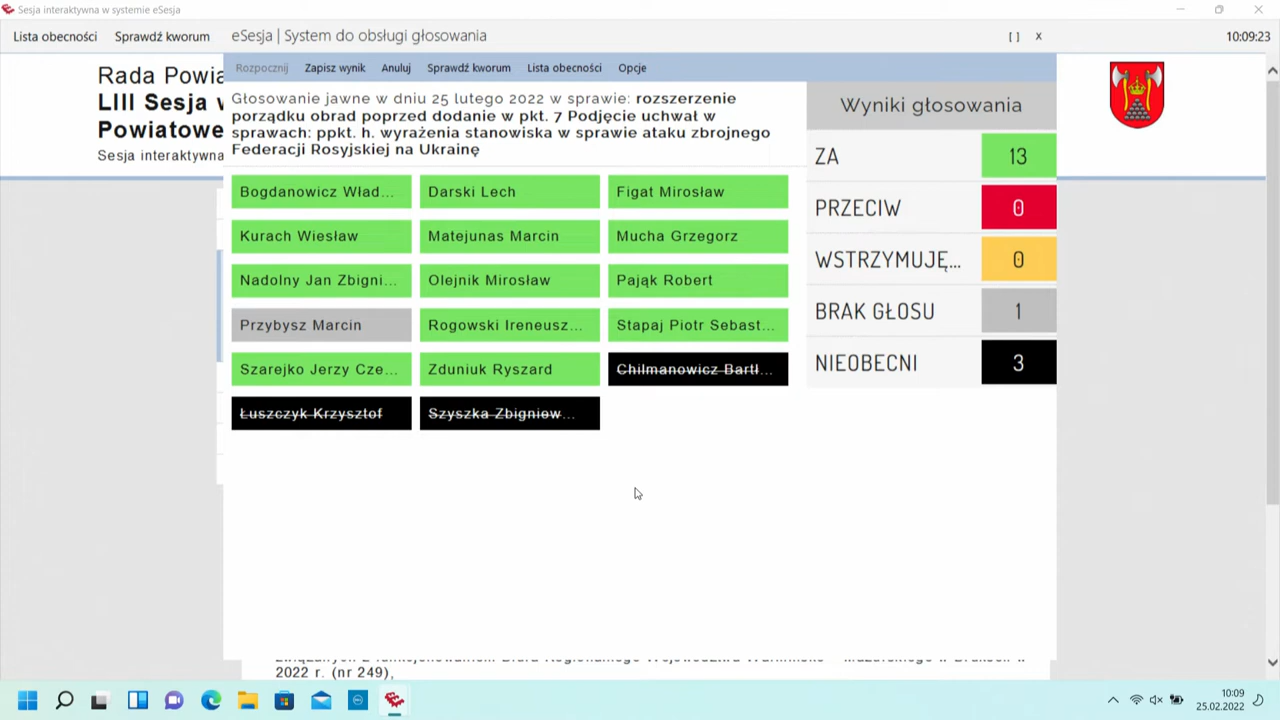 Sesja interaktywna w systemie eSesja
Lista obecności Sprawdź kworum eSesja | System do obsługi głosowania [ ] x 10:09:23
Rozpocznij Zapisz wynik Anuluj Sprawdź kworum Lista obecności Opcje
Rada Powia
LIII Sesja w
Powiatowe
Sesja interaktywna
Głosowanie jawne w dniu 25 lutego 2022 w sprawie: rozszerzenie
porządku obrad poprzez dodanie w pkt. 7 Podjęcie uchwał w
sprawach: ppkt. h. wyrażenia stanowiska w sprawie ataku zbrojnego
Federacji Rosyjskiej na Ukrainę
Bogdanowicz Wład... Darski Lech Figat Mirosław
Kurach Wiesław Matejunas Marcin Mucha Grzegorz
Nadolny Jan Zbigni... Olejnik Mirosław Pająk Robert
Przybysz Marcin Rogowski Ireneusz... Stapaj Piotr Sebast...
Szarejko Jerzy Cze... Zduniuk Ryszard Chilmanowicz Bartł...
Łuszczyk Krzysztof Szyszka Zbigniew...
Wyniki głosowania
ZA 13
PRZECIW 0
WSTRZYMUJĘ... 0
BRAK GŁOSU 1
NIEOBECNI 3
2022 r. (nr 249),
10:09
25.02.2022